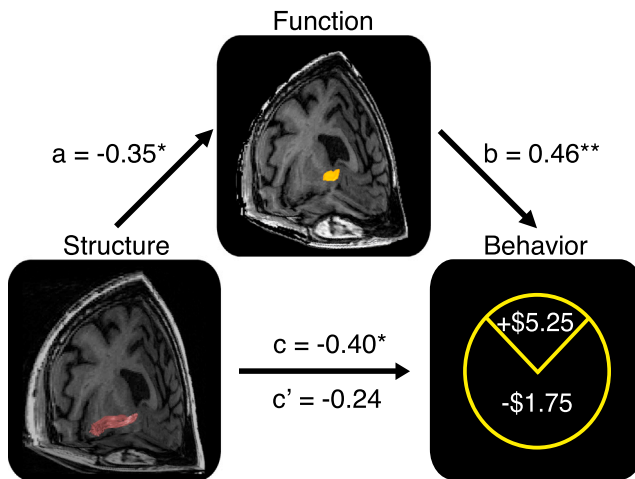 Function
a = -0.35*
b = 0.46**
Structure
Behavior
c = -0.40*
c' = -0.24
+$5.25
-$1.75